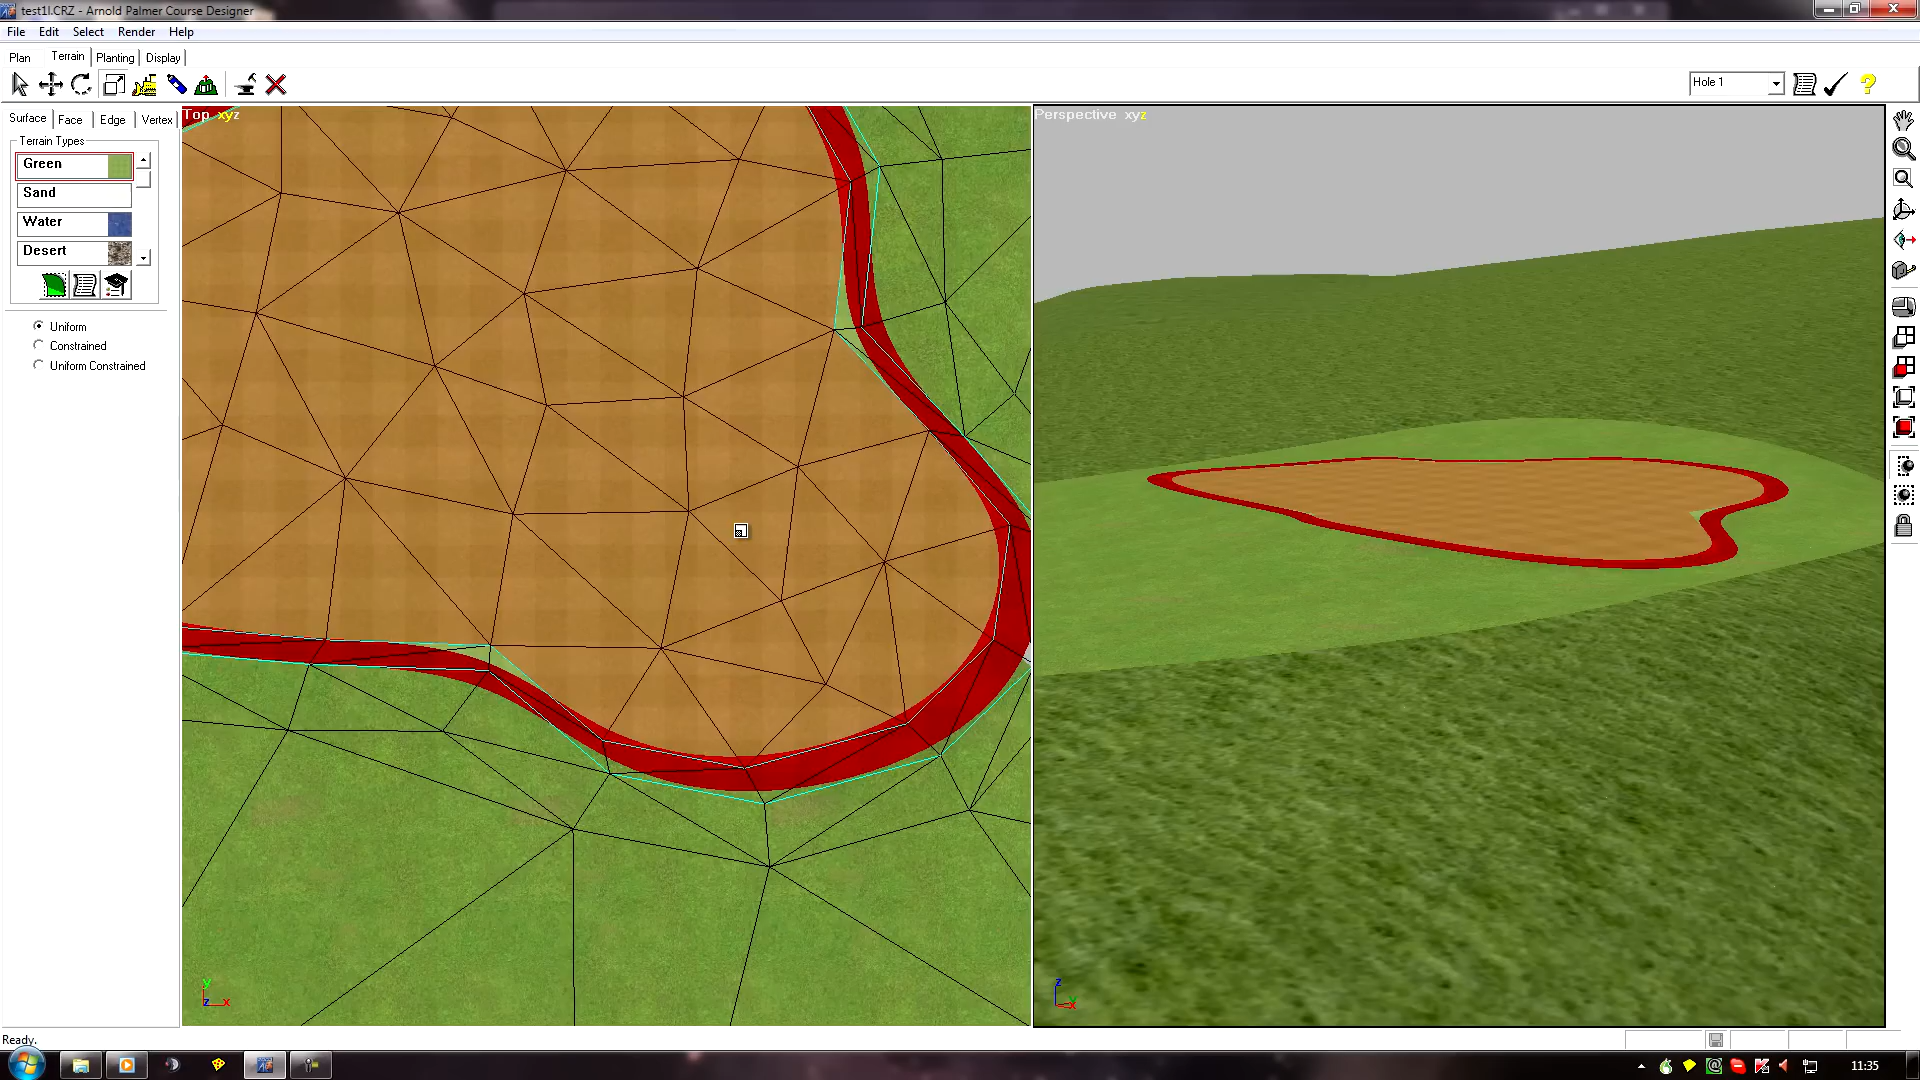 test1l.CRZ - Arnold Palmer Course Designer
File Edit Select Render Help
Plan Terrain Planting Display
Hole 1
Surface Face Edge Vertex
Terrain Types
Green
Sand
Water
Desert
Uniform
Constrained
Uniform Constrained
Top xyz
Perspective xyz
y
z x
z
y x
Ready.
11:35